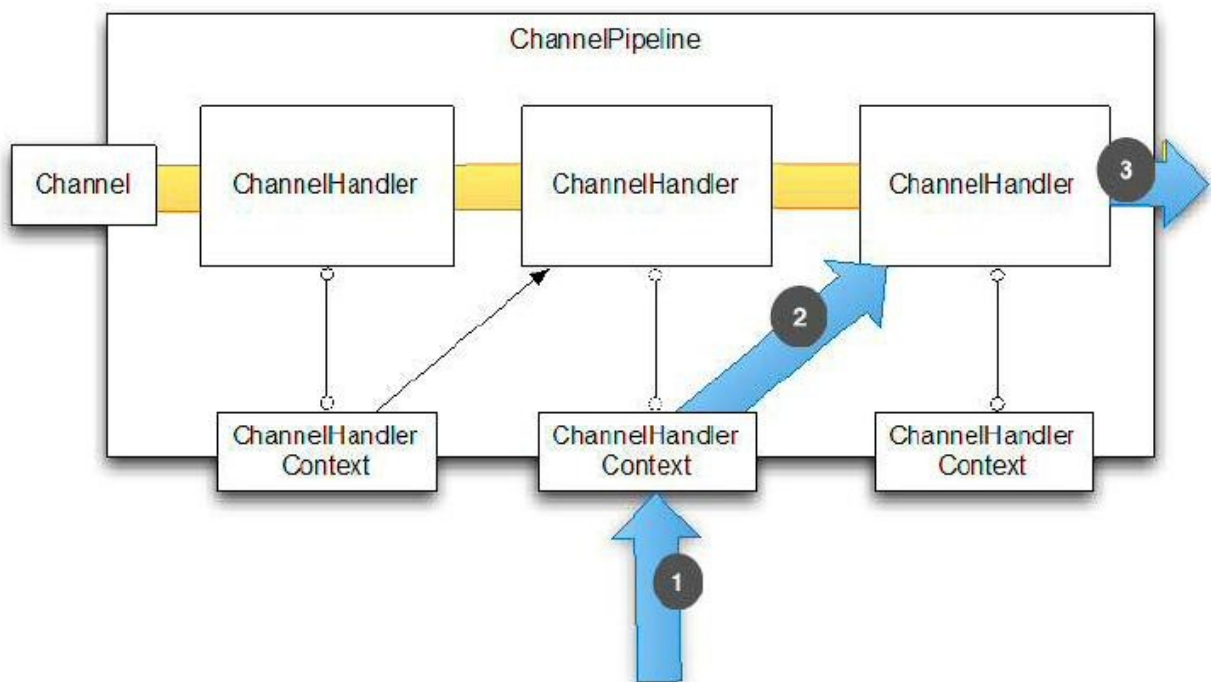 ChannelPipeline
Channel
ChannelHandler
ChannelHandler
ChannelHandler
3
2
ChannelHandler
Context
ChannelHandler
Context
ChannelHandler
Context
1